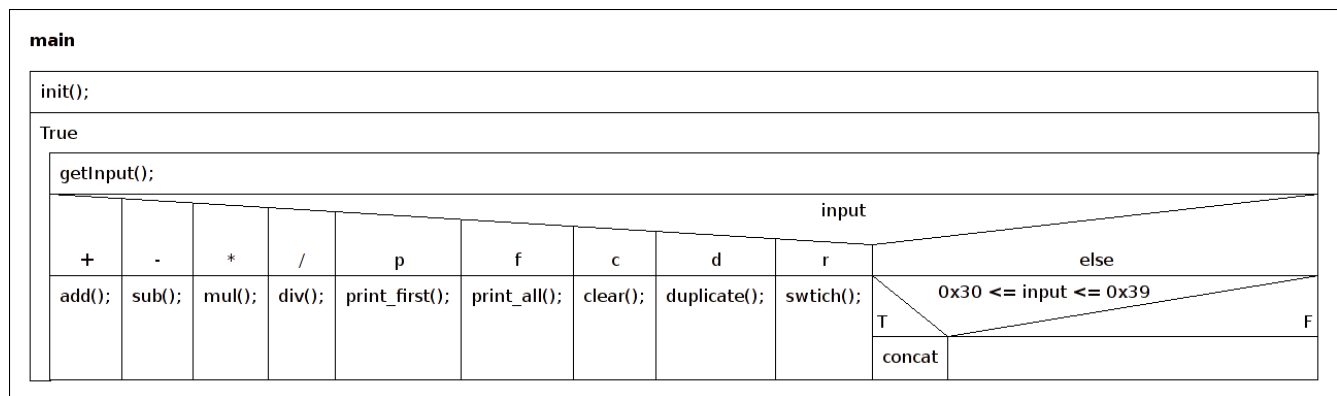 main
init();
True
getInput();
input
+ - * / p f c d r else
add(); sub(); mul(); div(); print_first(); print_all(); clear(); duplicate(); swtich(); 0x30 <= input <= 0x39
T F
concat